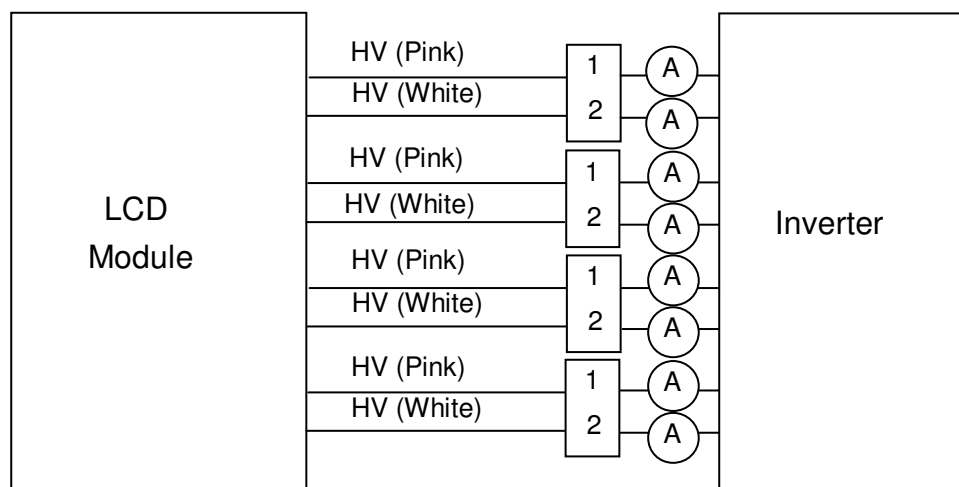 LCD
Module
HV (Pink)
1
A
HV (White)
2
A
HV (Pink)
1
A
HV (White)
2
A
HV (Pink)
1
A
HV (White)
2
A
HV (Pink)
1
A
HV (White)
2
A
Inverter